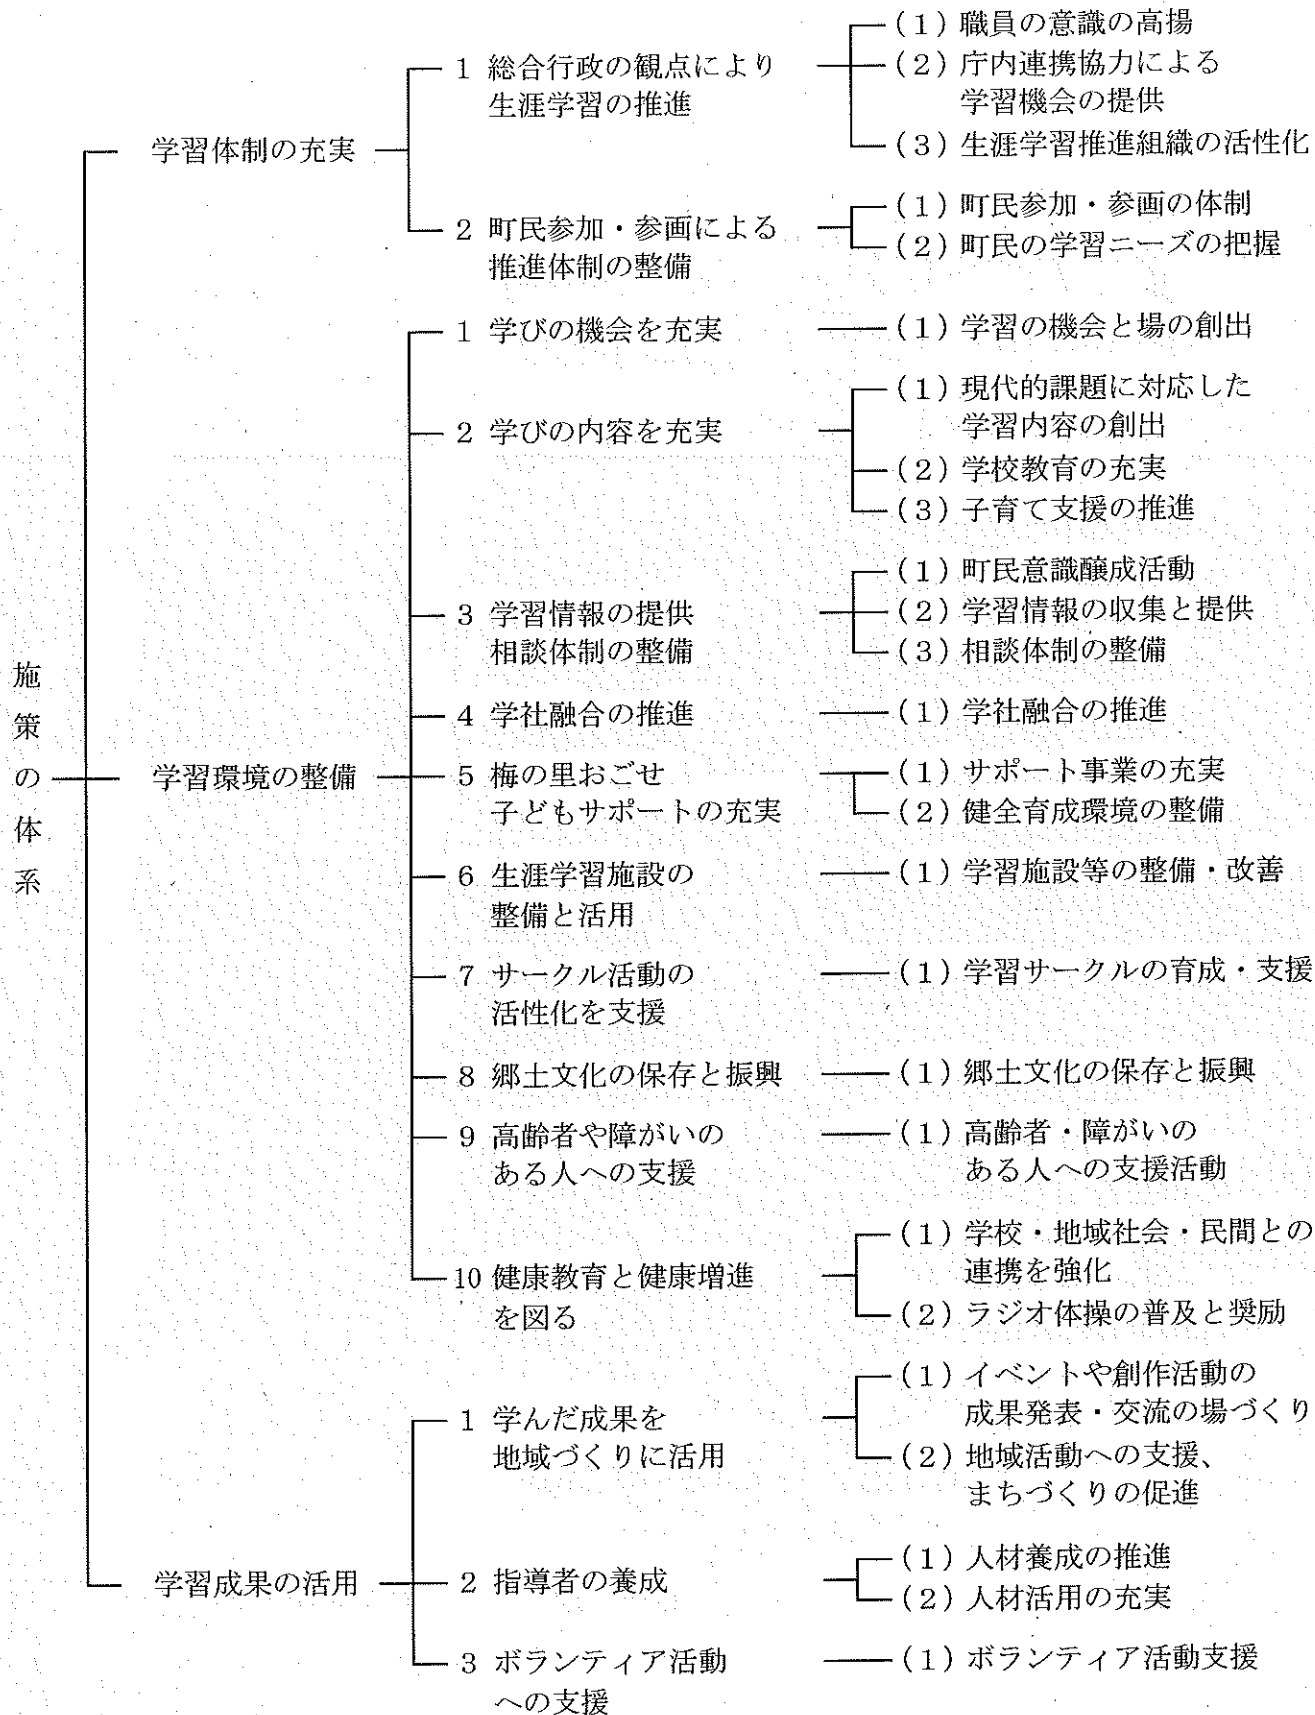 施策の体系
学習体制の充実
1 総合行政の観点により
生涯学習の推進
(1) 職員の意識の高揚
(2) 庁内連携協力による
学習機会の提供
(3) 生涯学習推進組織の活性化
2 町民参加・参画による
推進体制の整備
(1) 町民参加・参画の体制
(2) 町民の学習ニーズの把握
学習環境の整備
1 学びの機会を充実
(1) 学習の機会と場の創出
2 学びの内容を充実
(1) 現代的課題に対応した
学習内容の創出
(2) 学校教育の充実
(3) 子育て支援の推進
3 学習情報の提供
相談体制の整備
(1) 町民意識醸成活動
(2) 学習情報の収集と提供
(3) 相談体制の整備
4 学社融合の推進
(1) 学社融合の推進
5 梅の里おごせ
子どもサポートの充実
(1) サポート事業の充実
(2) 健全育成環境の整備
6 生涯学習施設の
整備と活用
(1) 学習施設等の整備・改善
7 サークル活動の
活性化を支援
(1) 学習サークルの育成・支援
8 郷土文化の保存と振興
(1) 郷土文化の保存と振興
9 高齢者や障がいの
ある人への支援
(1) 高齢者・障がいの
ある人への支援活動
10 健康教育と健康増進
を図る
(1) 学校・地域社会・民間との
連携を強化
(2) ラジオ体操の普及と奨励
学習成果の活用
1 学んだ成果を
地域づくりに活用
(1) イベントや創作活動の
成果発表・交流の場づくり
(2) 地域活動への支援、
まちづくりの促進
2 指導者の養成
(1) 人材養成の推進
(2) 人材活用の充実
3 ボランティア活動
への支援
(1) ボランティア活動支援